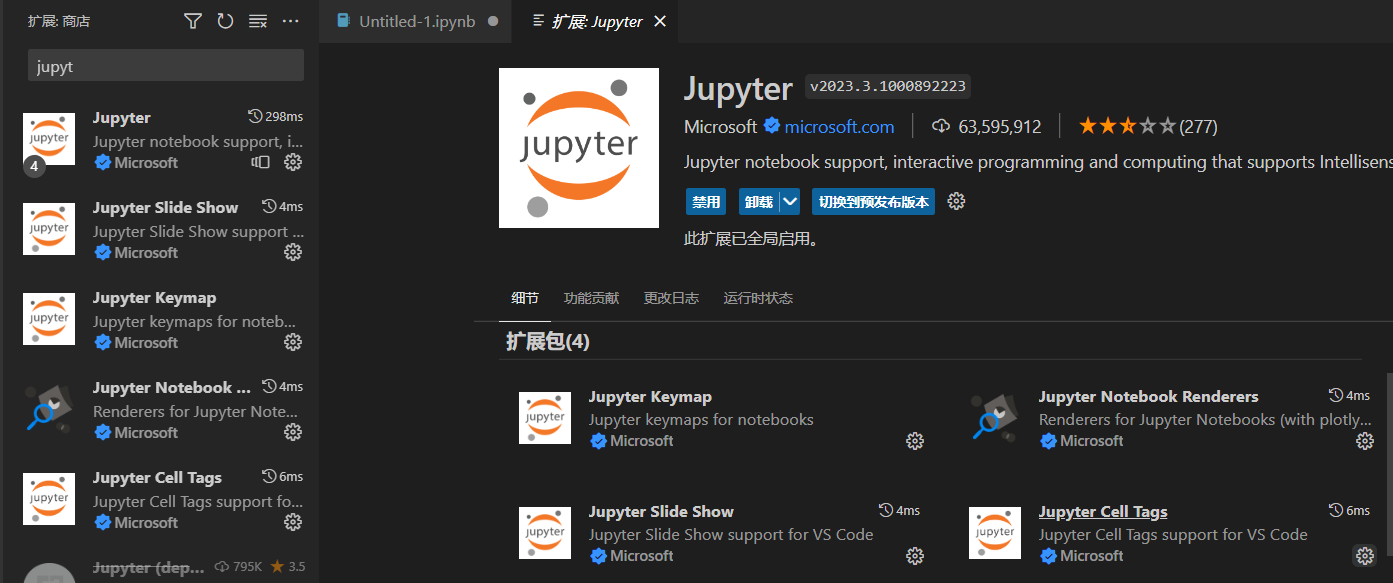 扩展: 商店
Untitled-1.ipynb
扩展: Jupyter
jupyt
Jupyter 298ms
Jupyter notebook support, i...
Microsoft
4
Jupyter Slide Show 4ms
Jupyter Slide Show support ...
Microsoft
Jupyter Keymap
Jupyter keymaps for noteb...
Microsoft
Jupyter Notebook ... 4ms
Renderers for Jupyter Note...
Microsoft
Jupyter Cell Tags 6ms
Jupyter Cell Tags support fo...
Microsoft
Jupyter (dep... 795K 3.5
jupyter
jupyter
jupyter
jupyter
jupyter
Jupyter v2023.3.1000892223
Microsoft microsoft.com 63,595,912 (277)
Jupyter notebook support, interactive programming and computing that supports Intellisens
禁用 卸载 切换到预发布版本
此扩展已全局启用。
细节 功能贡献 更改日志 运行时状态
扩展包(4)
jupyter
Jupyter Keymap
Jupyter keymaps for notebooks
Microsoft
Jupyter Notebook Renderers 4ms
Renderers for Jupyter Notebooks (with plotly...
Microsoft
jupyter
Jupyter Slide Show 4ms
Jupyter Slide Show support for VS Code
Microsoft
jupyter
Jupyter Cell Tags 6ms
Jupyter Cell Tags support for VS Code
Microsoft